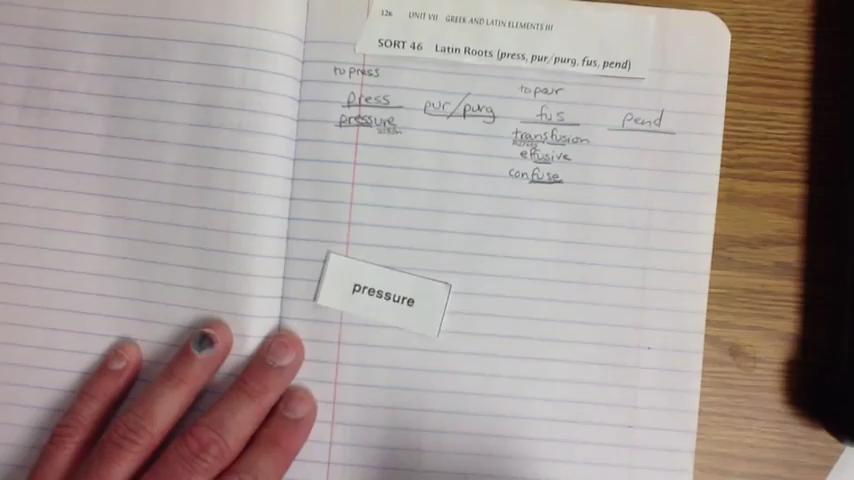 126 UNIT VII GREEK AND LATIN ELEMENTS III
SORT 46 Latin Roots (press, pur/purg, fus, pend)
to press
press
pressure
pur/purg
to pour
fus
transfusion
effusive
confuse
pend
pressure